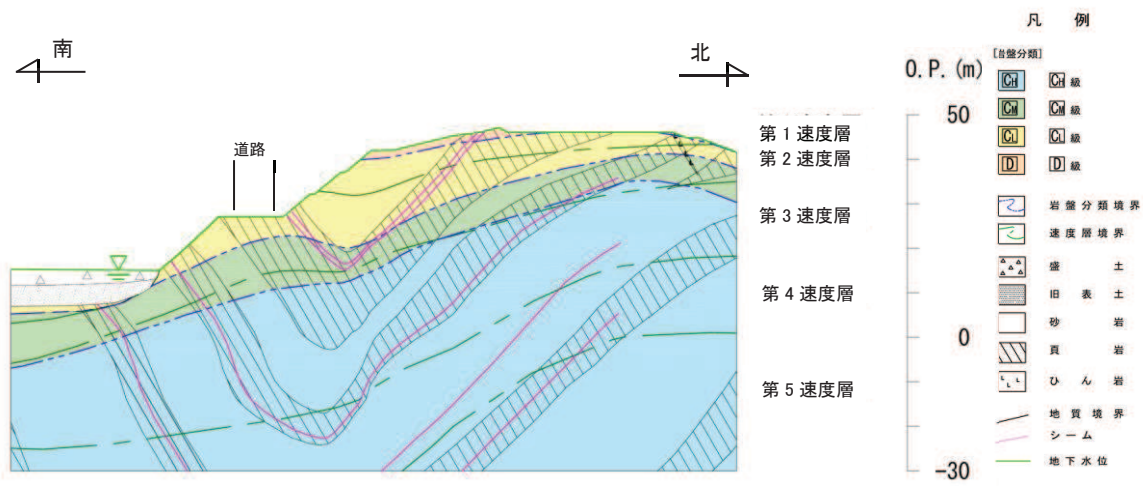 南
北
道路
第1速度層
第2速度層
第3速度層
第4速度層
第5速度層
O.P.(m)
50
0
-30
凡 例
[岩盤分類]
CH CH 級
CM CM 級
CL CL 級
D D 級
岩盤分類境界
速度層境界
盛土
旧表土
砂岩
頁岩
ひん岩
地質境界
シーム
地下水位